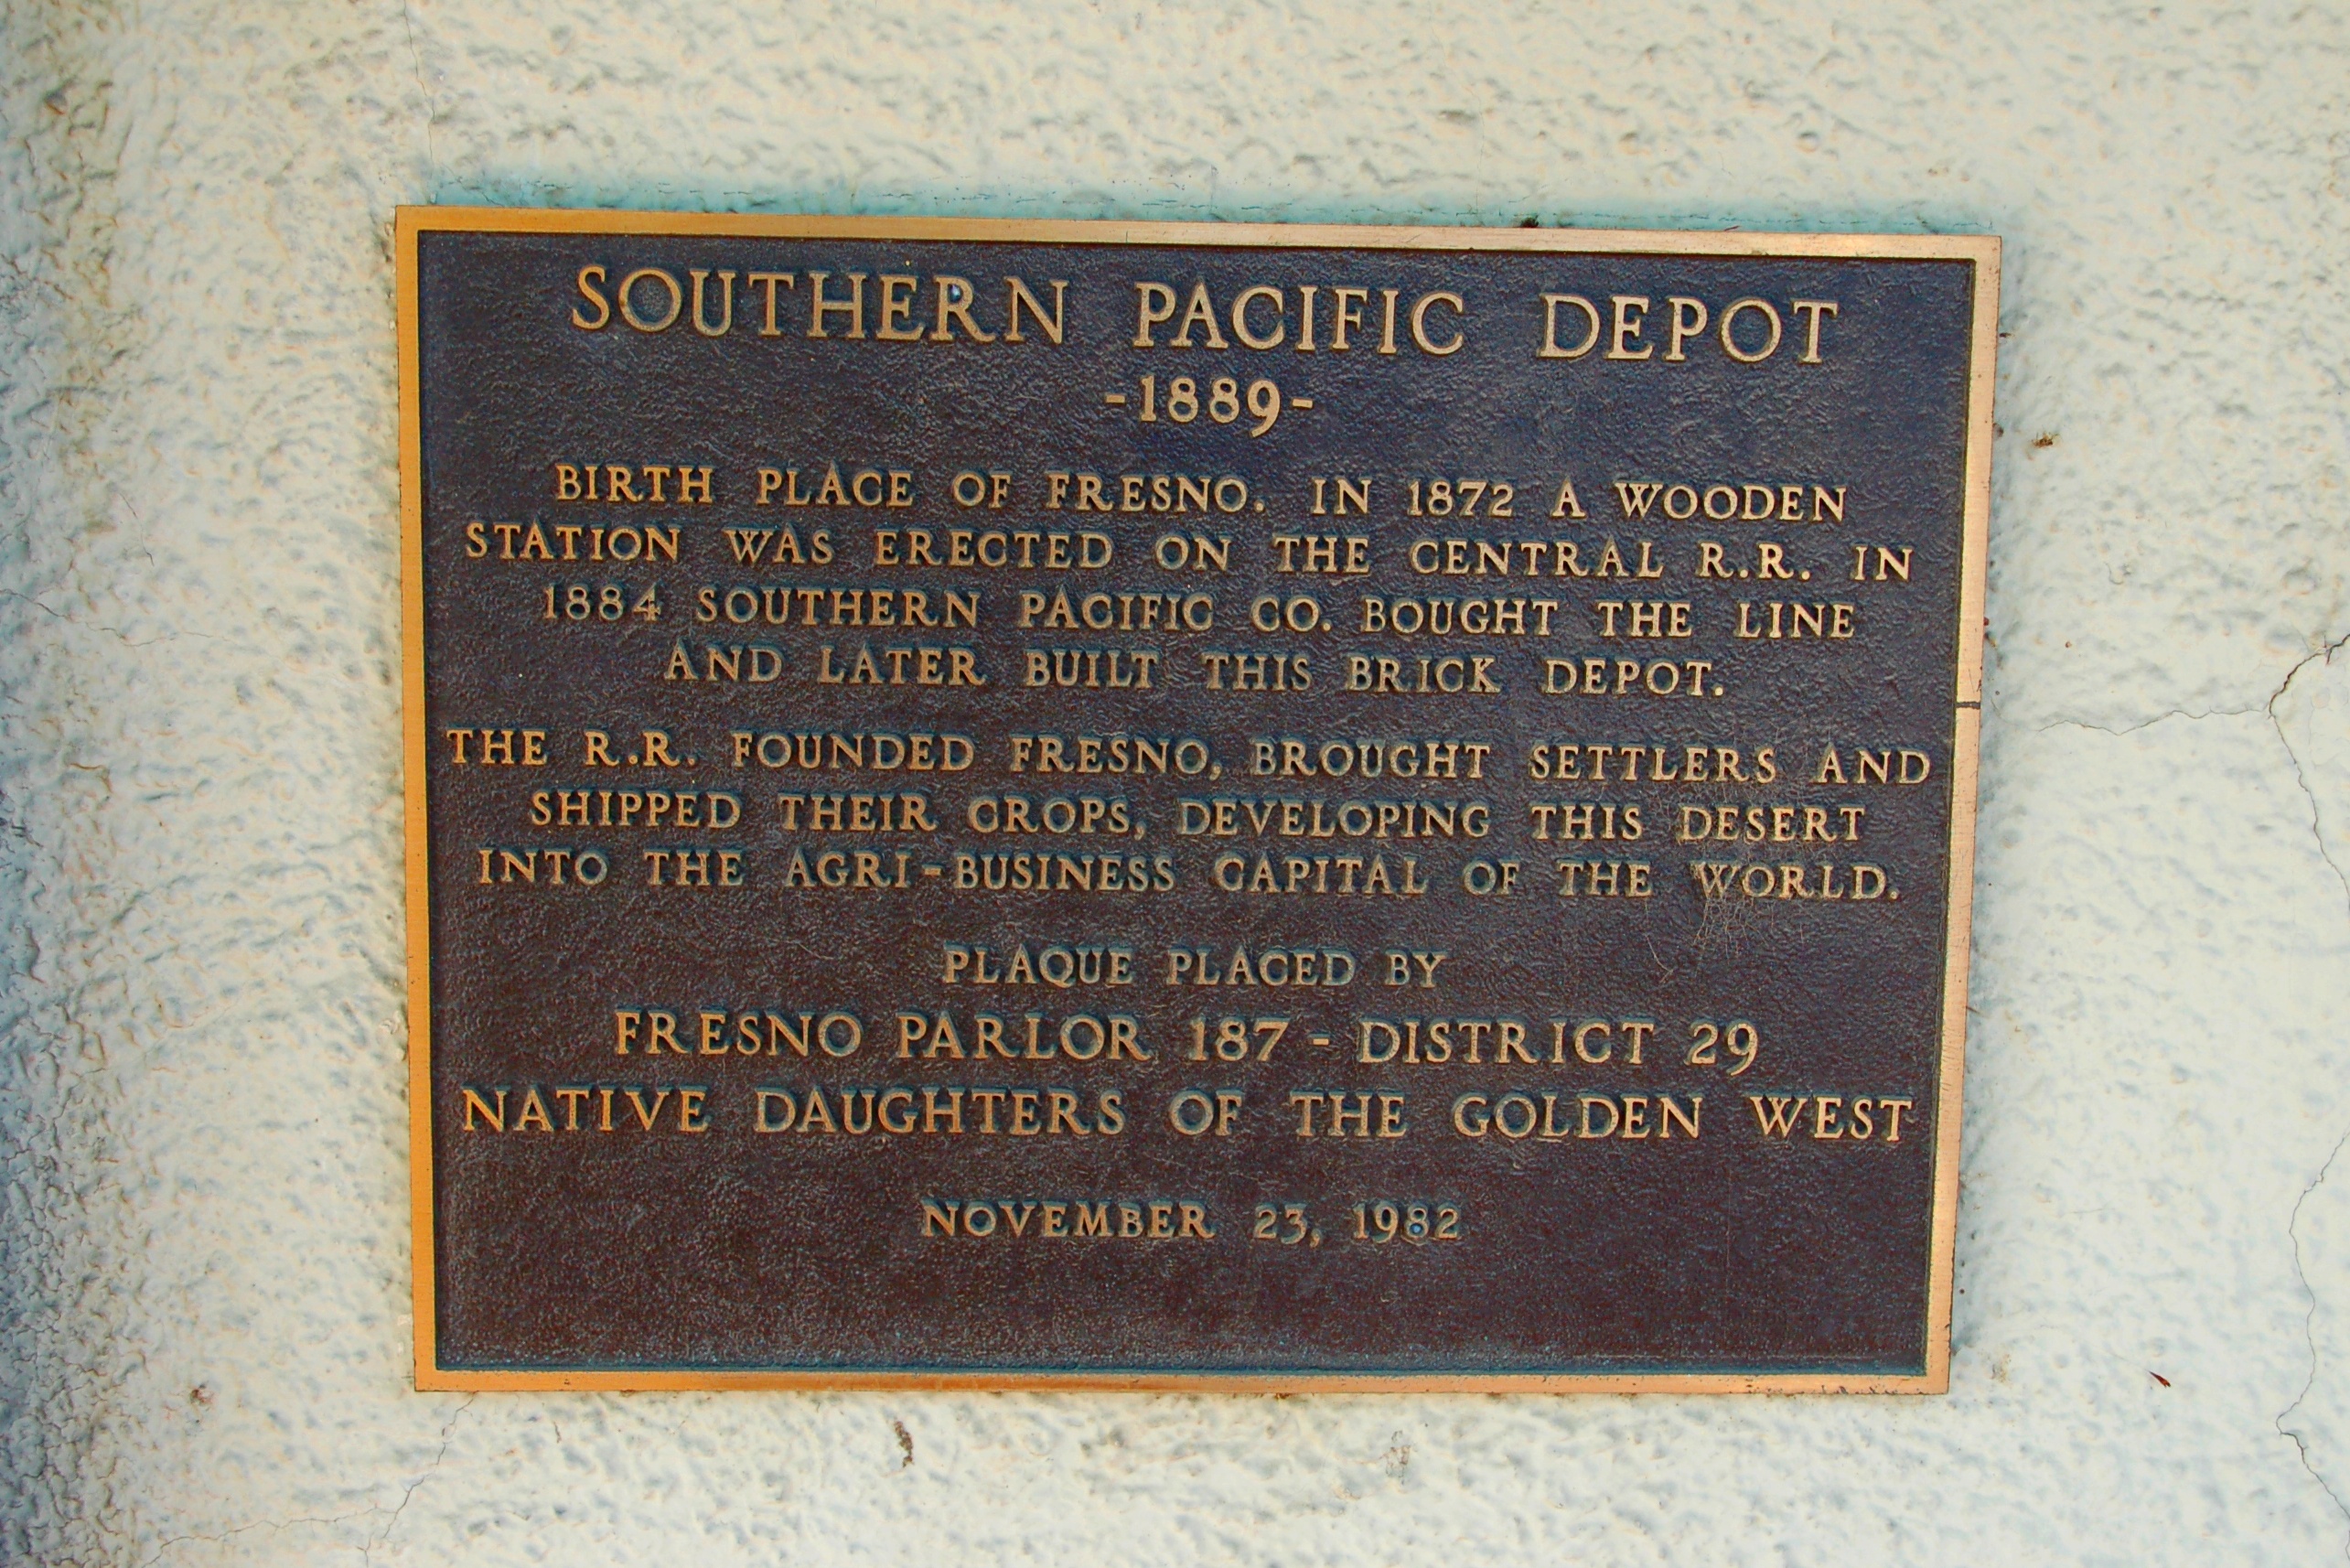 SOUTHERN PACIFIC DEPOT
-1889-
BIRTH PLACE OF FRESNO. IN 1872 A WOODEN
STATION WAS ERECTED ON THE CENTRAL R.R. IN
1884 SOUTHERN PACIFIC CO. BOUGHT THE LINE
AND LATER BUILT THIS BRICK DEPOT.
THE R.R. FOUNDED FRESNO, BROUGHT SETTLERS AND
SHIPPED THEIR CROPS, DEVELOPING THIS DESERT
INTO THE AGRI-BUSINESS CAPITAL OF THE WORLD.
PLAQUE PLACED BY
FRESNO PARLOR 187 - DISTRICT 29
NATIVE DAUGHTERS OF THE GOLDEN WEST
NOVEMBER 23, 1982